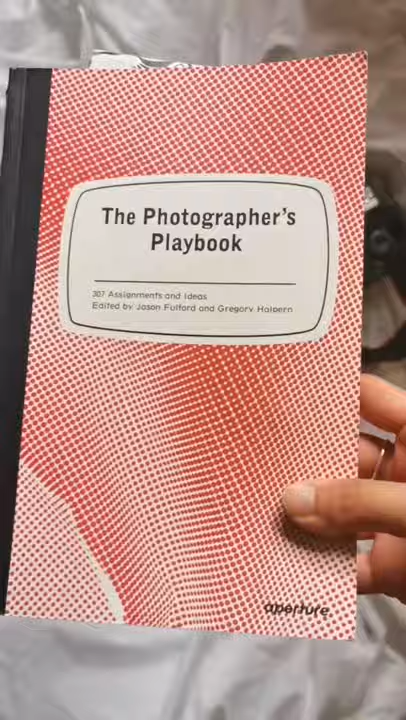 The Photographer's
Playbook
307 Assignments and Ideas
Edited by Jason Fulford and Gregory Halpern
aperture